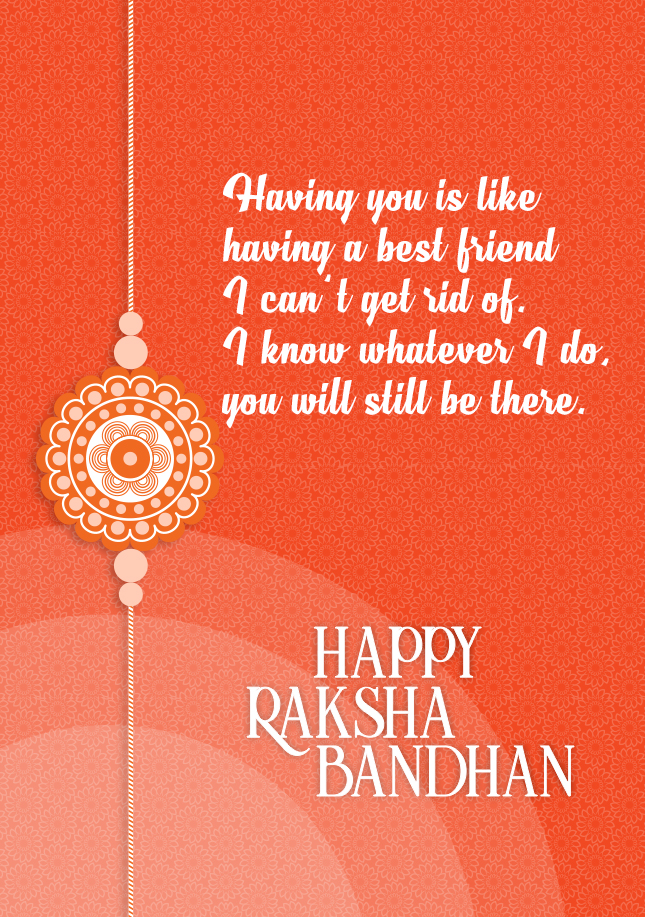 Having you is like
having a best friend
I can't get rid of.
I know whatever I do,
you will still be there.
HAPPY
RAKSHA
BANDHAN